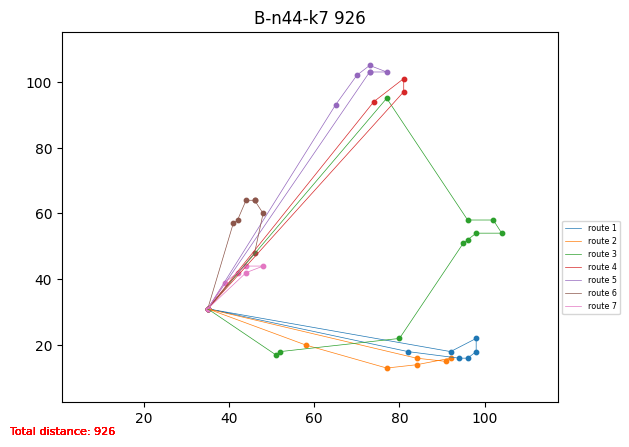 B-n44-k7 926
100
80
60
40
20
20 40 60 80 100
route 1
route 2
route 3
route 4
route 5
route 6
route 7
Total distance: 926